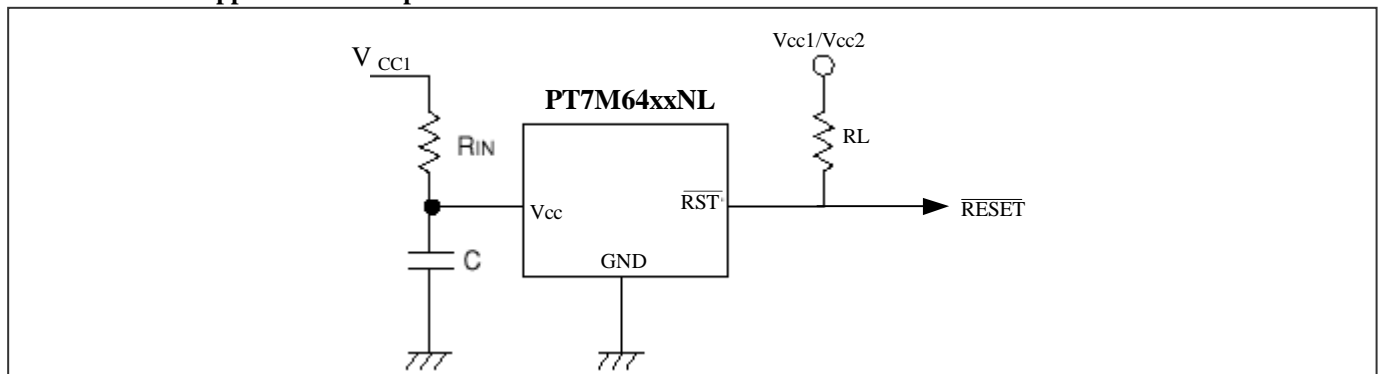 Vcc1/Vcc2
V CC1
PT7M64xxNL
RIN
RL
Vcc
RST
RESET
C
GND